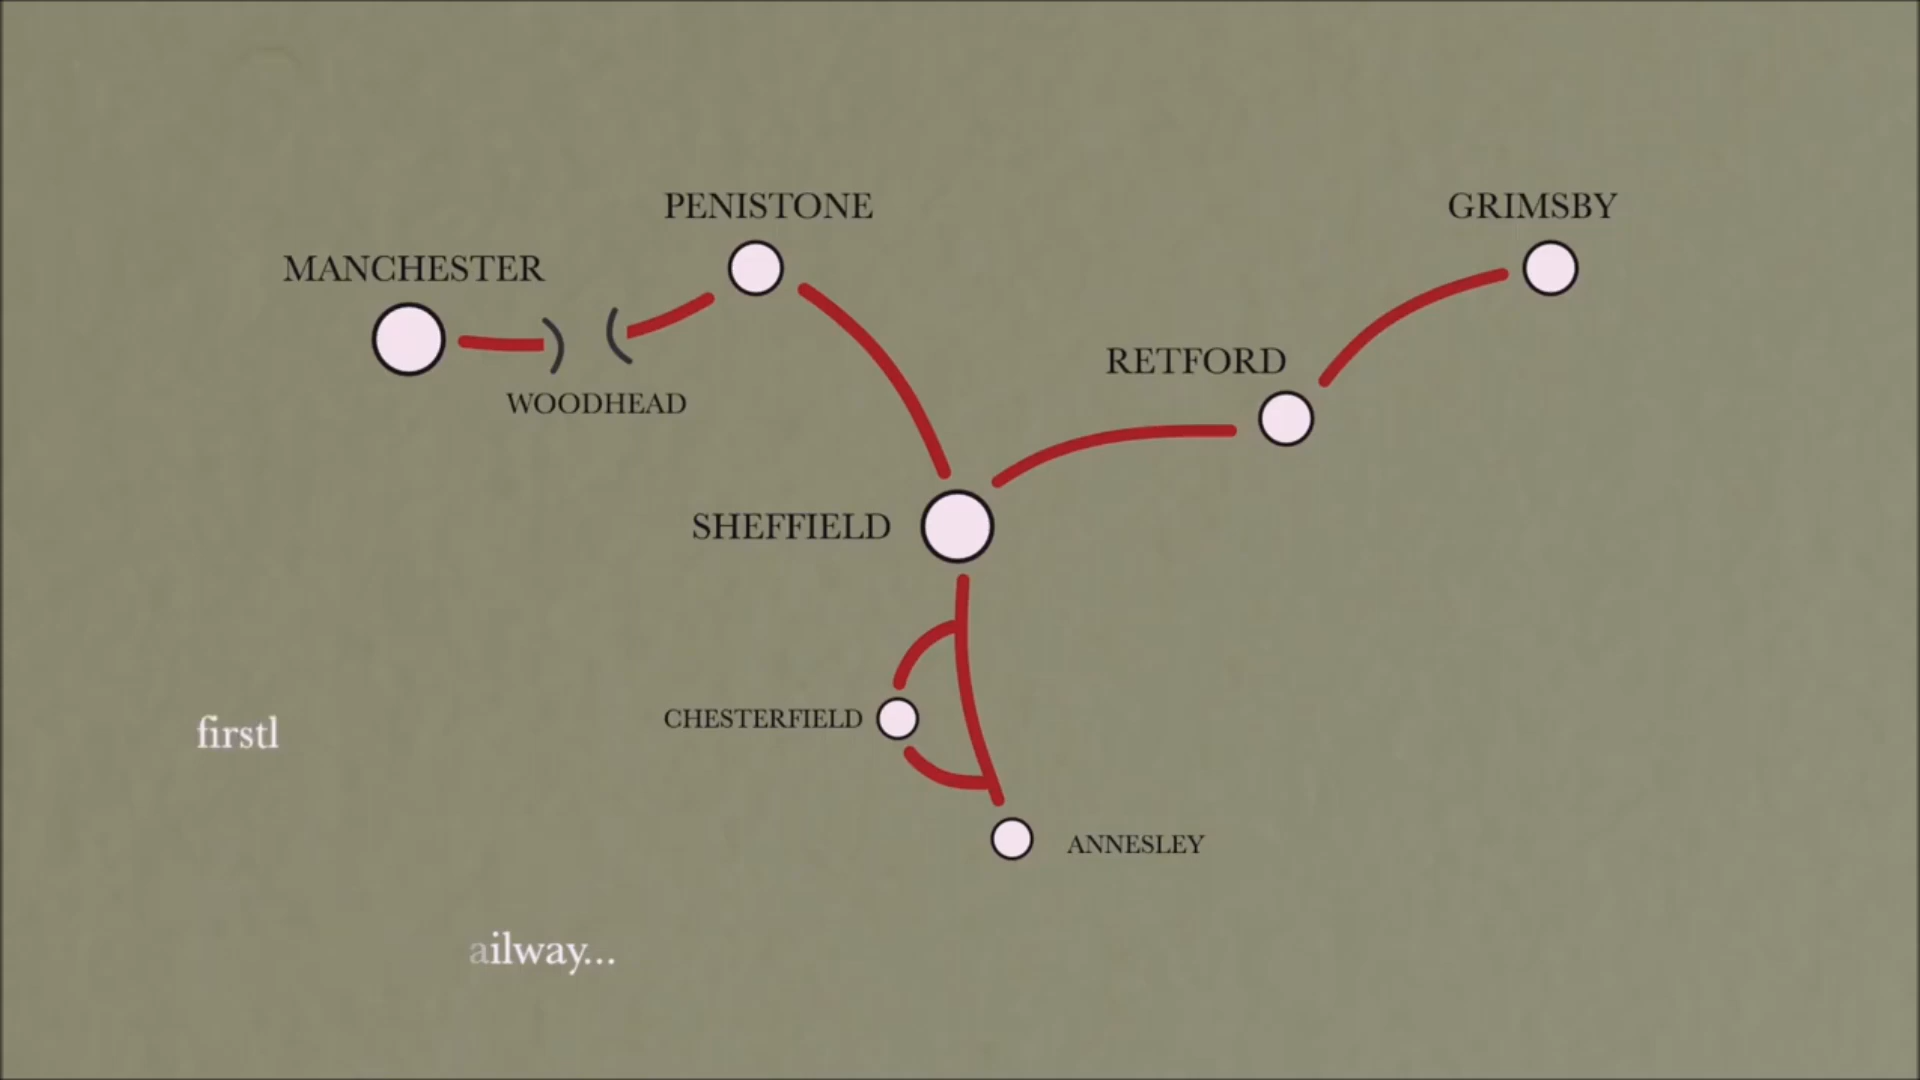 PENISTONE
GRIMSBY
MANCHESTER
RETFORD
WOODHEAD
SHEFFIELD
CHESTERFIELD
firstl
ANNESLEY
ailway...